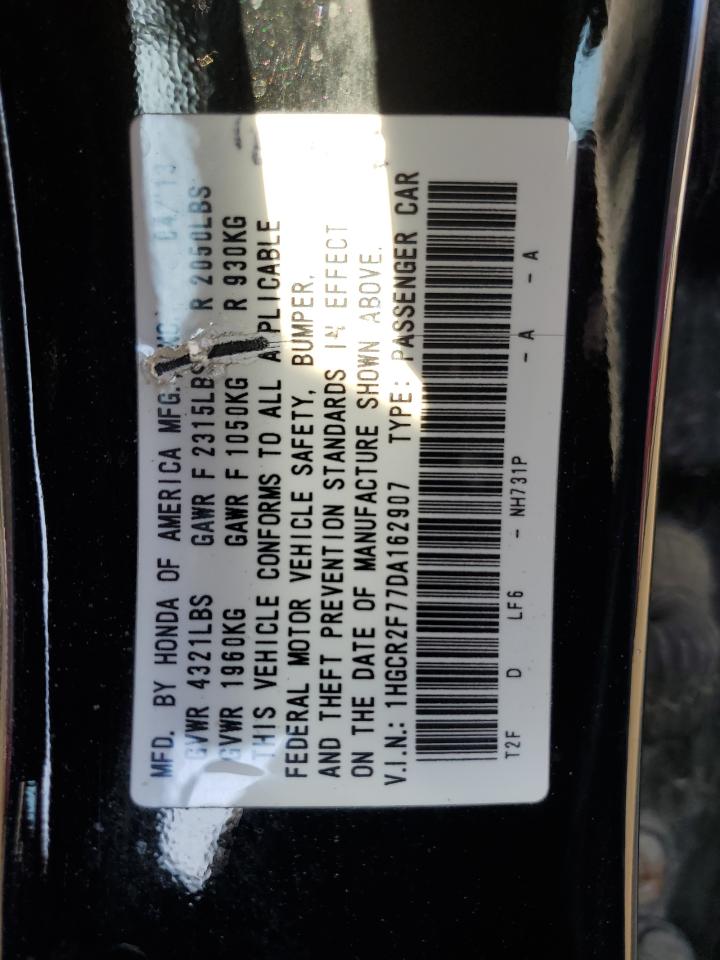 MFD. BY HONDA OF AMERICA MFG. 04/13
GVWR 4321LBS GAWR F 2315LBS R 2050LBS
GVWR 1960KG GAWR F 1050KG R 930KG
THIS VEHICLE CONFORMS TO ALL APPLICABLE
FEDERAL MOTOR VEHICLE SAFETY, BUMPER,
AND THEFT PREVENTION STANDARDS IN EFFECT
ON THE DATE OF MANUFACTURE SHOWN ABOVE.
V.I.N.: 1HGCR2F77DA162907 TYPE: PASSENGER CAR
T2F D LF6 - NH731P - A - A